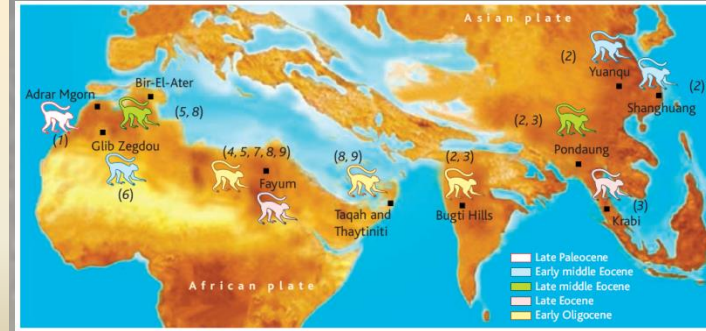 Asian plate
(2)
Yuanqu
(2)
Shanghuang
Bir-El-Ater
Adrar Mgorn
(5, 8)
(1)
Glib Zegdou
(2, 3)
Pondaung
(4, 5, 7, 8, 9)
(8, 9)
(2, 3)
Fayum
(6)
Taqah and
Thaytiniti
Bugti Hills
(3)
Krabi
African plate
Late Paleocene
Early middle Eocene
Late middle Eocene
Late Eocene
Early Oligocene